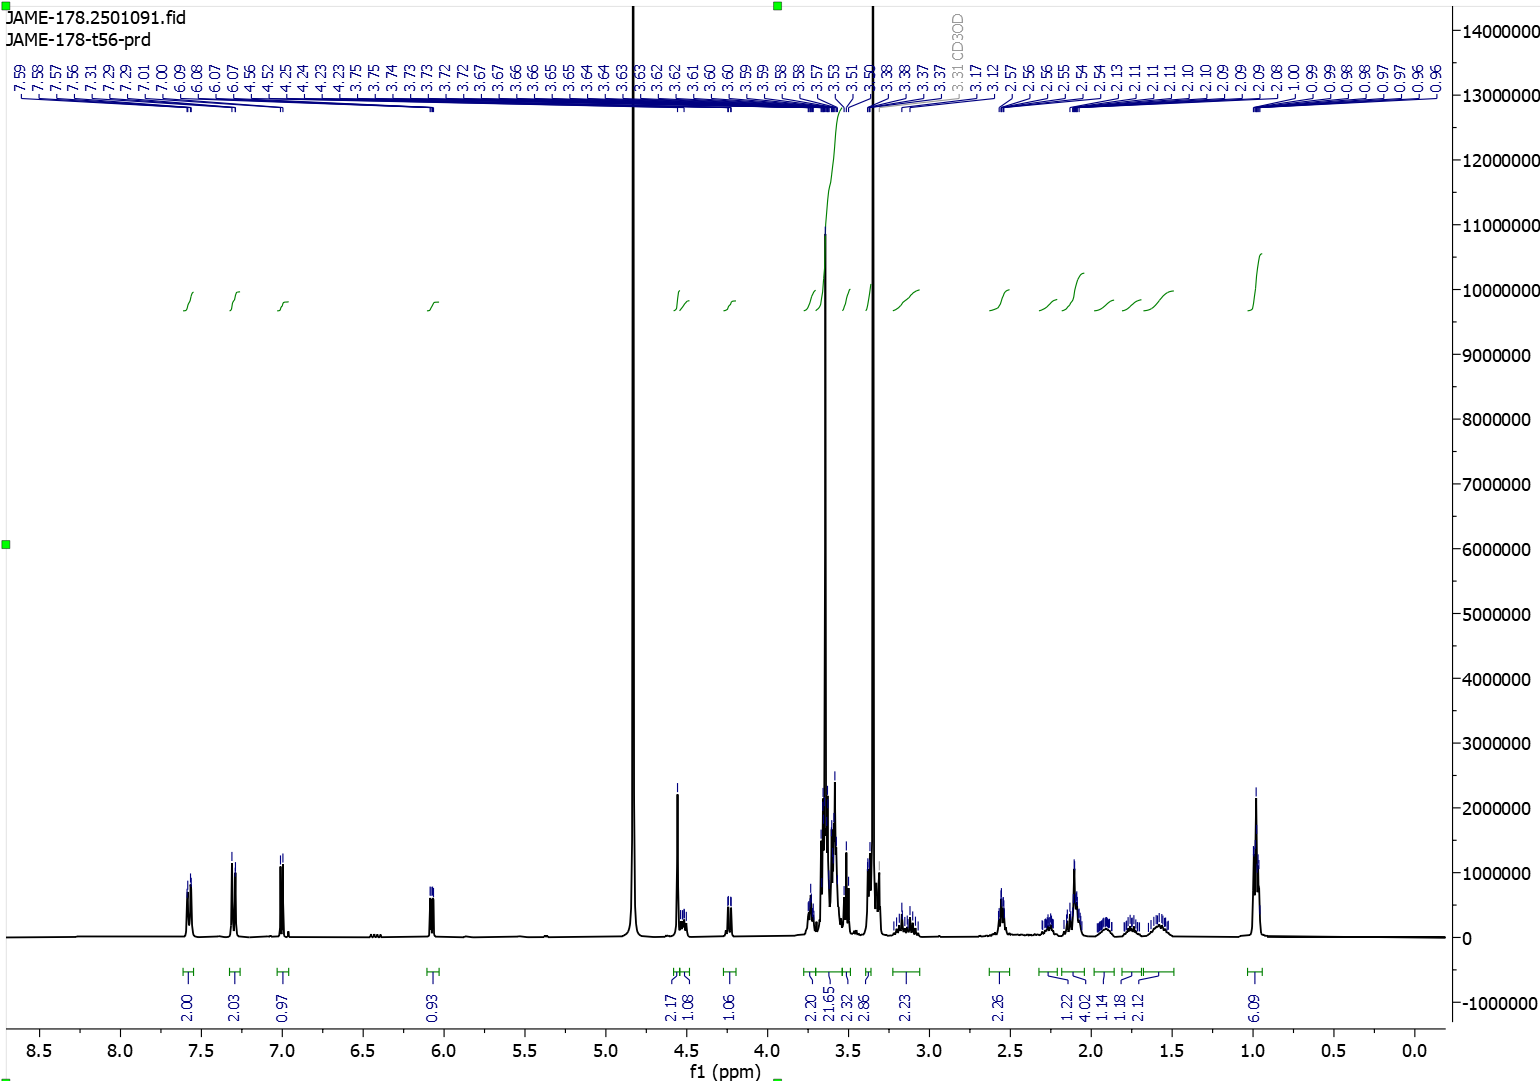 JAME-178.2501091.fid
JAME-178-t56-prd
7.59 7.58 7.57 7.56 7.31 7.29 7.29 7.01 7.00 6.09 6.08 6.07 6.07 4.56 4.52 4.25 4.24 4.23 4.23 3.75 3.75 3.74 3.73 3.73 3.72 3.72 3.67 3.67 3.66 3.66 3.65 3.65 3.64 3.64 3.63 3.63 3.62 3.62 3.61 3.60 3.60 3.59 3.59 3.58 3.58 3.57 3.53 3.51 3.38 3.38 3.37 3.37 3.31 CD3OD 3.17 3.12 2.57 2.56 2.56 2.55 2.54 2.54 2.13 2.11 2.11 2.11 2.10 2.10 2.09 2.09 2.09 2.08 1.00 0.99 0.99 0.98 0.98 0.97 0.97 0.96 0.96
14000000
13000000
12000000
11000000
10000000
9000000
8000000
7000000
6000000
5000000
4000000
3000000
2000000
1000000
0
-1000000
2.00 2.03 0.97 0.93 2.17 1.08 1.06 2.20 21.65 2.32 2.86 2.23 2.26 1.22 4.02 1.14 1.18 2.12 6.09
8.5 8.0 7.5 7.0 6.5 6.0 5.5 5.0 4.5 4.0 3.5 3.0 2.5 2.0 1.5 1.0 0.5 0.0
f1 (ppm)